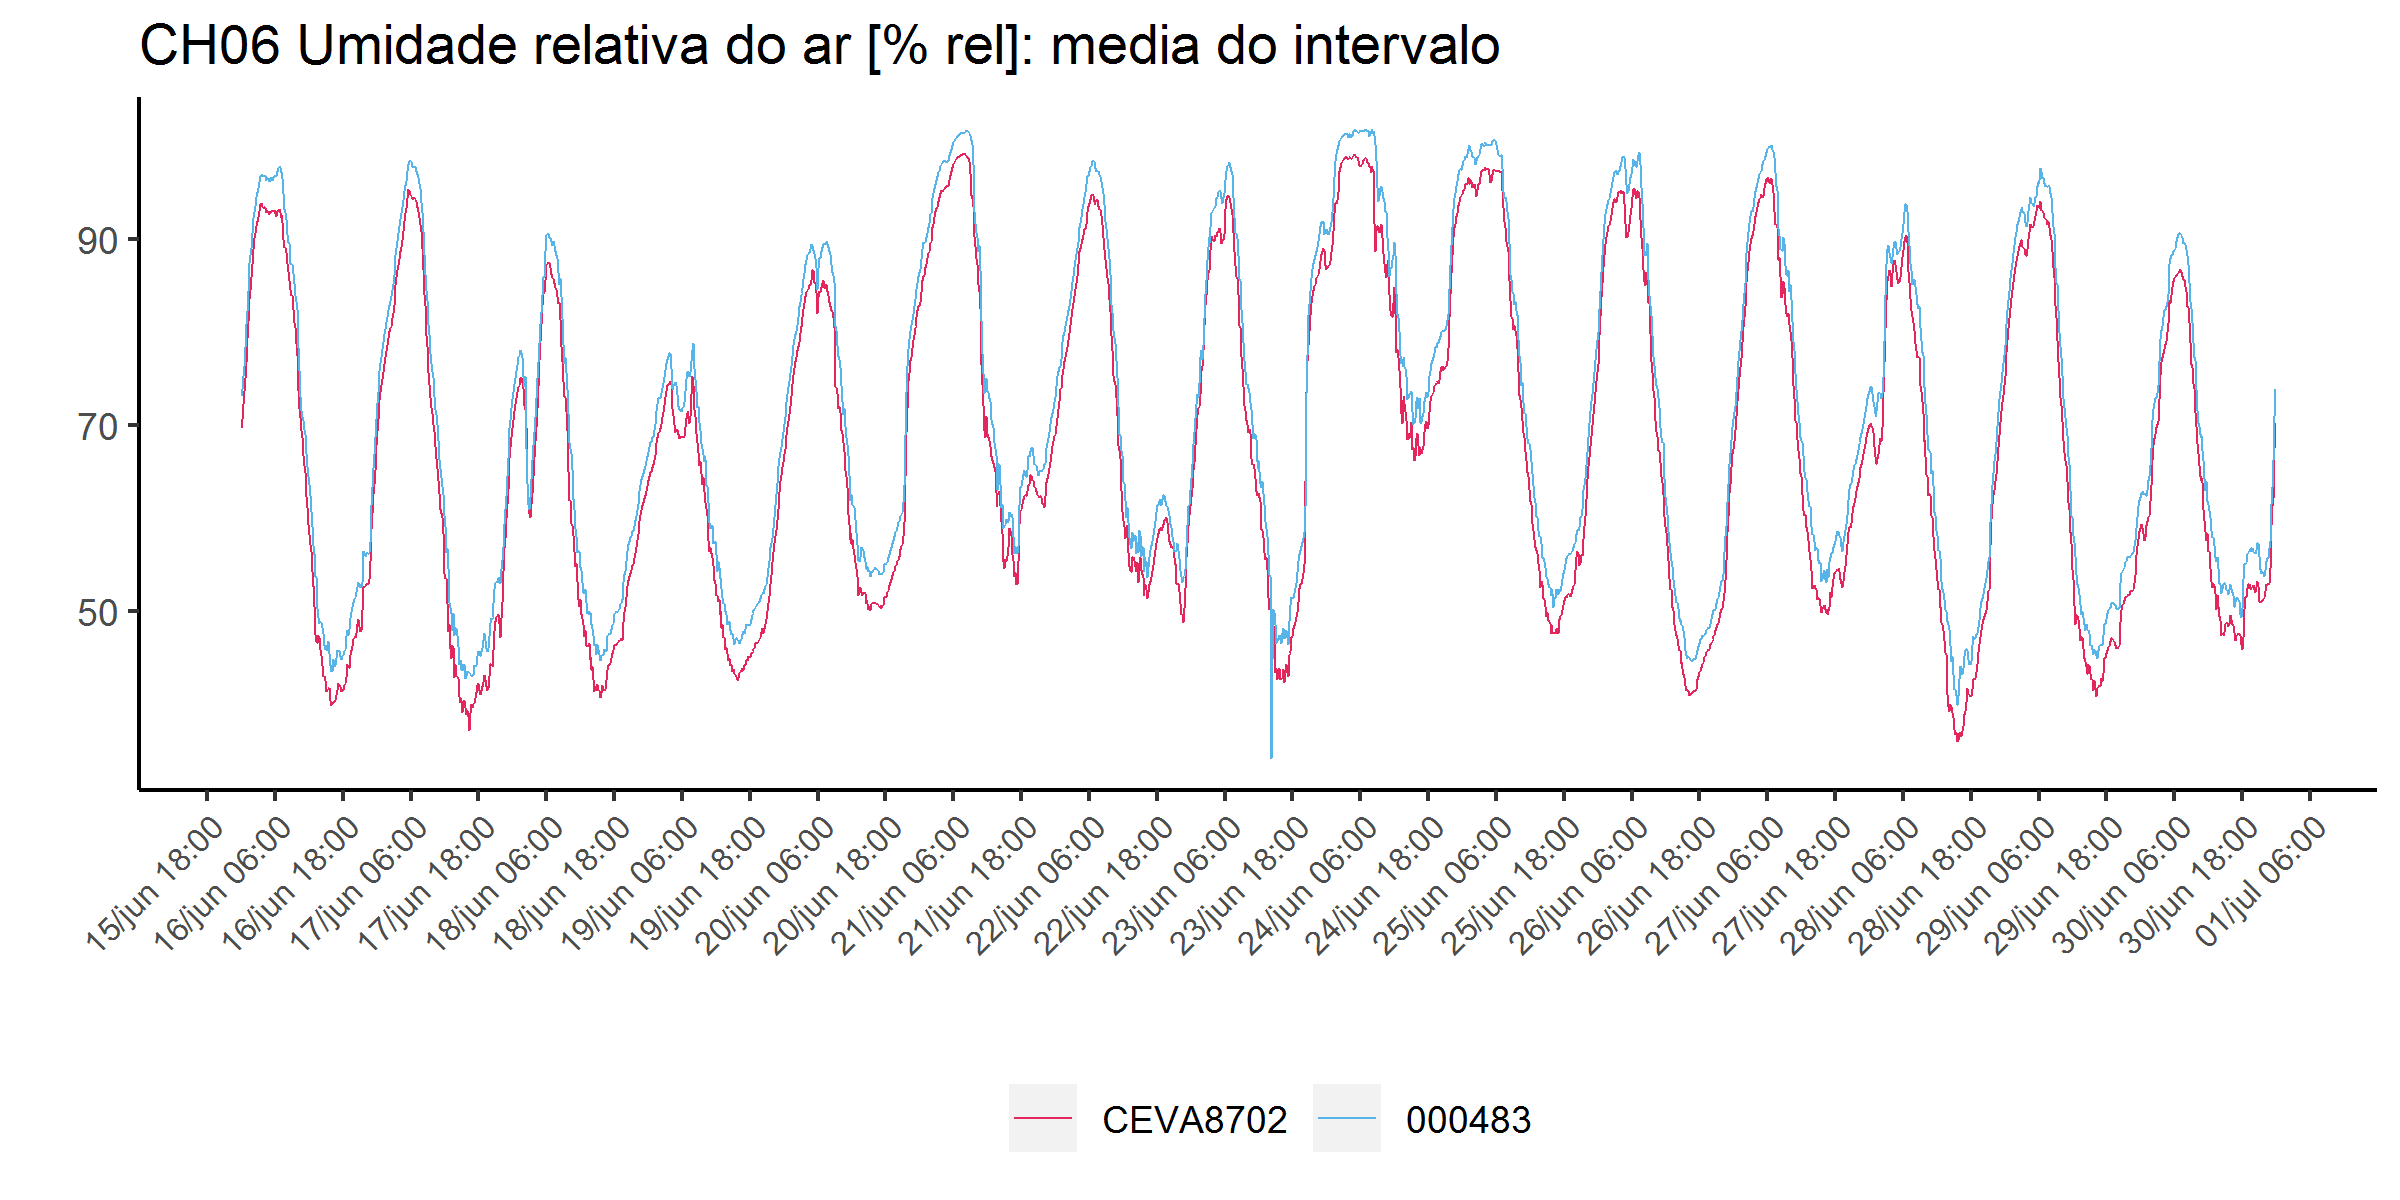 CH06 Umidade relativa do ar [% rel]: media do intervalo
90
70
50
15/jun 18:00
16/jun 06:00
16/jun 18:00
17/jun 06:00
17/jun 18:00
18/jun 06:00
18/jun 18:00
19/jun 06:00
19/jun 18:00
20/jun 06:00
20/jun 18:00
21/jun 06:00
21/jun 18:00
22/jun 06:00
22/jun 18:00
23/jun 06:00
23/jun 18:00
24/jun 06:00
24/jun 18:00
25/jun 06:00
25/jun 18:00
26/jun 06:00
26/jun 18:00
27/jun 06:00
27/jun 18:00
28/jun 06:00
28/jun 18:00
29/jun 06:00
29/jun 18:00
30/jun 06:00
30/jun 18:00
01/jul 06:00
CEVA8702
000483